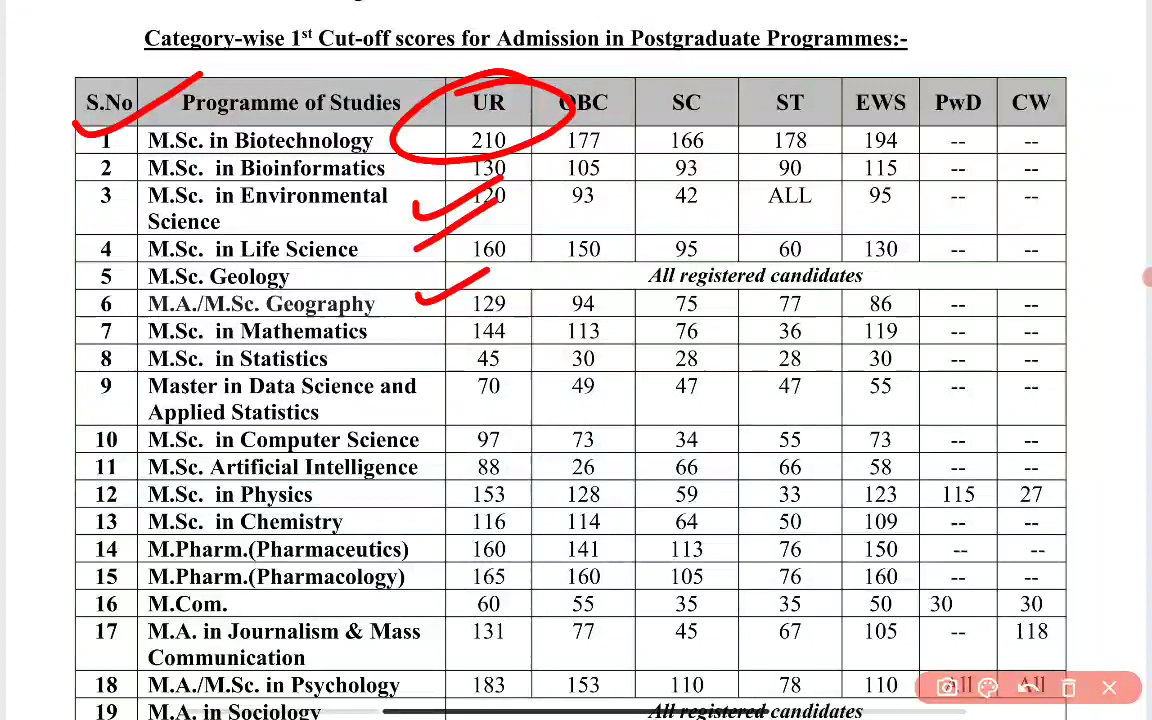 Category-wise 1st Cut-off scores for Admission in Postgraduate Programmes:-
S.No Programme of Studies UR OBC SC ST EWS PwD CW
1 M.Sc. in Biotechnology 210 177 166 178 194 -- --
2 M.Sc. in Bioinformatics 130 105 93 90 115 -- --
3 M.Sc. in Environmental 120 93 42 ALL 95 -- --
Science
4 M.Sc. in Life Science 160 150 95 60 130 -- --
5 M.Sc. Geology All registered candidates
6 M.A./M.Sc. Geography 129 94 75 77 86 -- --
7 M.Sc. in Mathematics 144 113 76 36 119 -- --
8 M.Sc. in Statistics 45 30 28 28 30 -- --
9 Master in Data Science and 70 49 47 47 55 -- --
Applied Statistics
10 M.Sc. in Computer Science 97 73 34 55 73 -- --
11 M.Sc. Artificial Intelligence 88 26 66 66 58 -- --
12 M.Sc. in Physics 153 128 59 33 123 115 27
13 M.Sc. in Chemistry 116 114 64 50 109 -- --
14 M.Pharm.(Pharmaceutics) 160 141 113 76 150 -- --
15 M.Pharm.(Pharmacology) 165 160 105 76 160 -- --
16 M.Com. 60 55 35 35 50 30 30
17 M.A. in Journalism & Mass 131 77 45 67 105 -- 118
Communication
18 M.A./M.Sc. in Psychology 183 153 110 78 110 All All
19 M.A. in Sociology All registered candidates